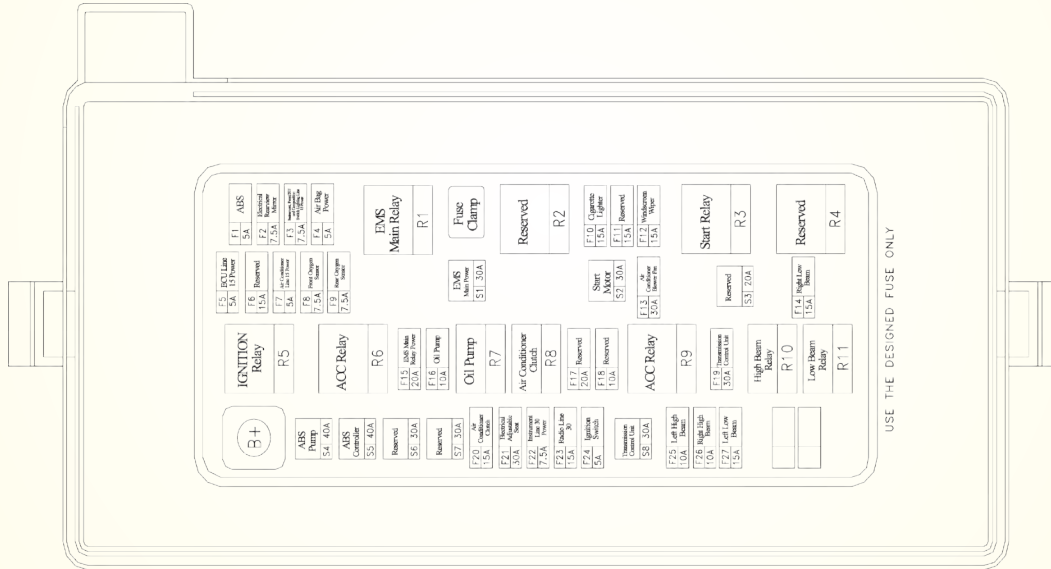 ABS
F1 5A
Electrical
Rearview
Mirror
F2 7.5A
F3 7.5A
Air Bag
Power
F4 5A
EMS
Main Relay
R1
Fuse
Clamp
Reserved
R2
Cigarette
Lighter
F10 15A
Reserved
F11 15A
Windscreen
Wiper
F12 15A
Start Relay
R3
Reserved
R4
ECU Line
15 Power
F5 5A
Reserved
F6 15A
Air Conditioner
Line 15 Power
F7 5A
Front Oxygen
Sensor
F8 7.5A
Rear Oxygen
Sensor
F9 7.5A
EMS
Main Power
S1 30A
Start
Motor
S2 30A
Air
Conditioner
Blower Fan
F13 30A
Reserved
S3 20A
Right Low
Beam
F14 15A
IGNITION
Relay
R5
ACC Relay
R6
EMS Main
Relay Power
F15 20A
Oil Pump
F16 10A
Oil Pump
R7
Air Conditioner
Clutch
R8
Reserved
F17 20A
Reserved
F18 10A
ACC Relay
R9
Transmission
Control Unit
F19 30A
High Beam
Relay
R10
Low Beam
Relay
R11
B+
ABS
Pump
S4 40A
ABS
Controller
S5 40A
Reserved
S6 30A
Reserved
S7 30A
Air
Conditioner
Clutch
F20 15A
Electrical
Adjustable
Seat
F21 30A
Instrument
Line 30
Power
F22 7.5A
Radio Line
30
F23 15A
Ignition
Switch
F24 5A
Transmission
Control Unit
S8 30A
Left High
Beam
F25 10A
Right High
Beam
F26 10A
Left Low
Beam
F27 15A
USE THE DESIGNED FUSE ONLY